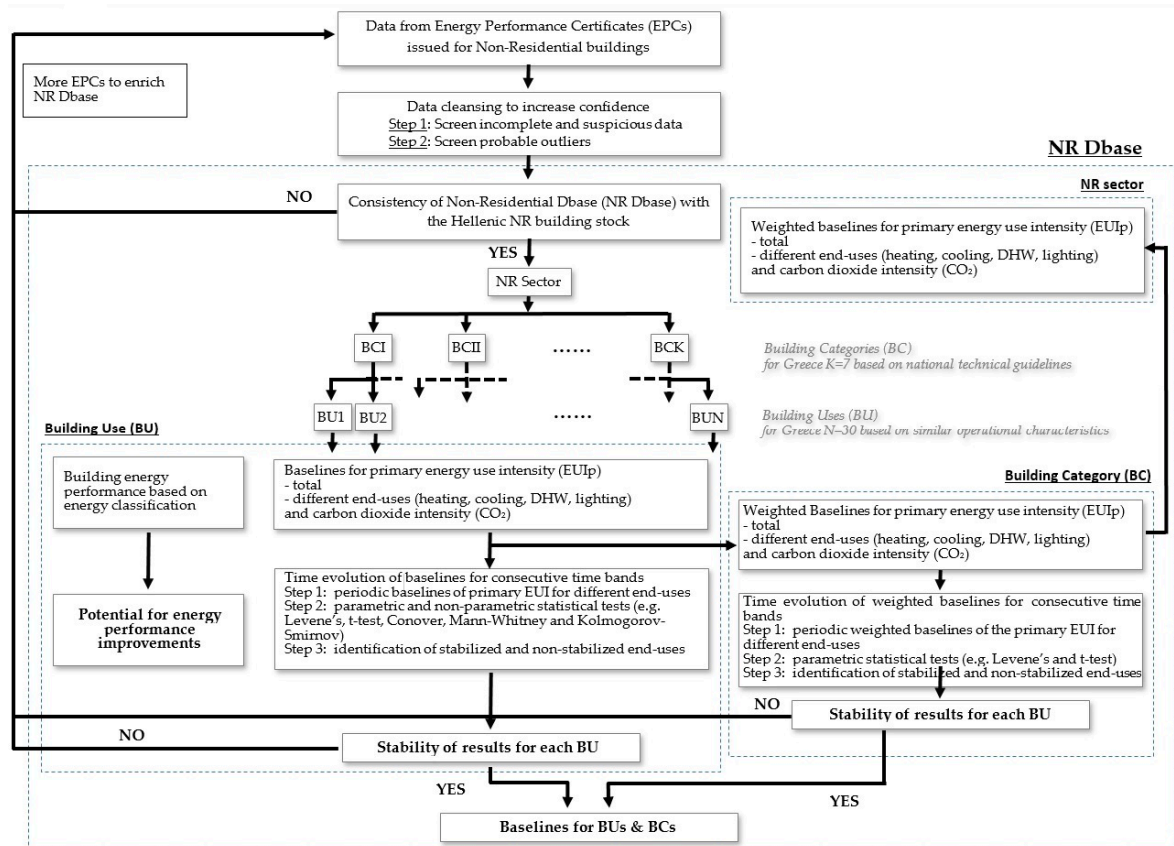 Data from Energy Performance Certificates (EPCs)
issued for Non-Residential buildings
More EPCs to enrich
NR Dbase
Data cleansing to increase confidence
Step 1: Screen incomplete and suspicious data
Step 2: Screen probable outliers
NR Dbase
NO
Consistency of Non-Residential Dbase (NR Dbase) with
the Hellenic NR building stock
YES
NR sector
Weighted baselines for primary energy use intensity (EUIp)
- total
- different end-uses (heating, cooling, DHW, lighting)
and carbon dioxide intensity (CO₂)
NR Sector
BCI
BCII
......
BCK
Building Categories (BC)
for Greece K=7 based on national technical guidelines
BU1
BU2
......
BUN
Building Uses (BU)
for Greece N=30 based on similar operational characteristics
Building Use (BU)
Building energy
performance based on
energy classification
Potential for energy
performance
improvements
Baselines for primary energy use intensity (EUIp)
- total
- different end-uses (heating, cooling, DHW, lighting)
and carbon dioxide intensity (CO₂)
Time evolution of baselines for consecutive time bands
Step 1: periodic baselines of primary EUI for different end-uses
Step 2: parametric and non-parametric statistical tests (e.g.
Levene's, t-test, Conover, Mann-Whitney and Kolmogorov-
Smirnov)
Step 3: identification of stabilized and non-stabilized end-uses
NO
Stability of results for each BU
YES
Building Category (BC)
Weighted Baselines for primary energy use intensity (EUIp)
- total
- different end-uses (heating, cooling, DHW, lighting)
and carbon dioxide intensity (CO₂)
Time evolution of weighted baselines for consecutive time
bands
Step 1: periodic weighted baselines of the primary EUI for
different end-uses
Step 2: parametric statistical tests (e.g. Levene's and t-test)
Step 3: identification of stabilized and non-stabilized end-uses
NO
Stability of results for each BU
YES
Baselines for BUs & BCs